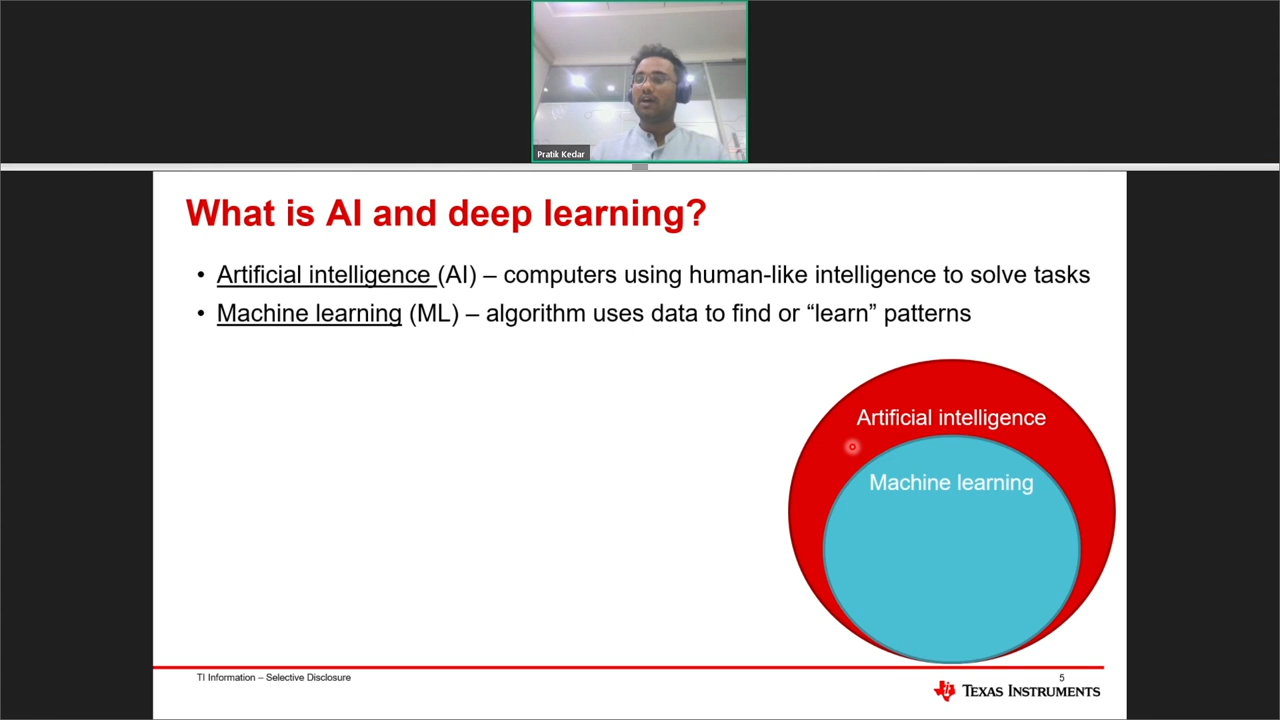 Pratik Kedar
What is AI and deep learning?
• Artificial intelligence (AI) – computers using human-like intelligence to solve tasks
• Machine learning (ML) – algorithm uses data to find or “learn” patterns
Artificial intelligence
Machine learning
TI Information – Selective Disclosure
5
TEXAS INSTRUMENTS